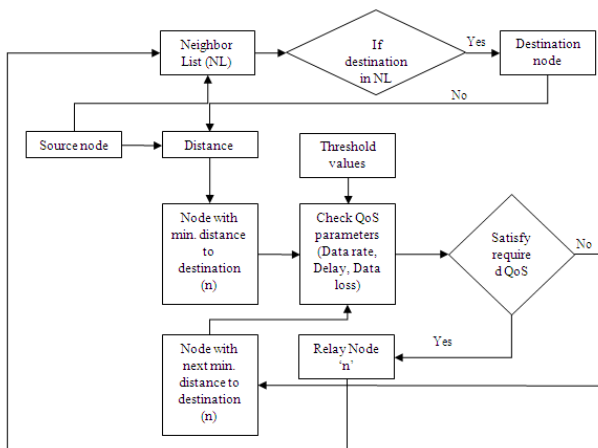 Neighbor
List (NL)
If
destination
in NL
Yes
Destination
node
No
Source node
Distance
Threshold
values
Node with
min. distance to
destination
(n)
Check QoS
parameters
(Data rate,
Delay, Data
loss)
Satisfy
require
d QoS
No
Yes
Node with
next min.
distance to
destination
(n)
Relay Node
‘n’